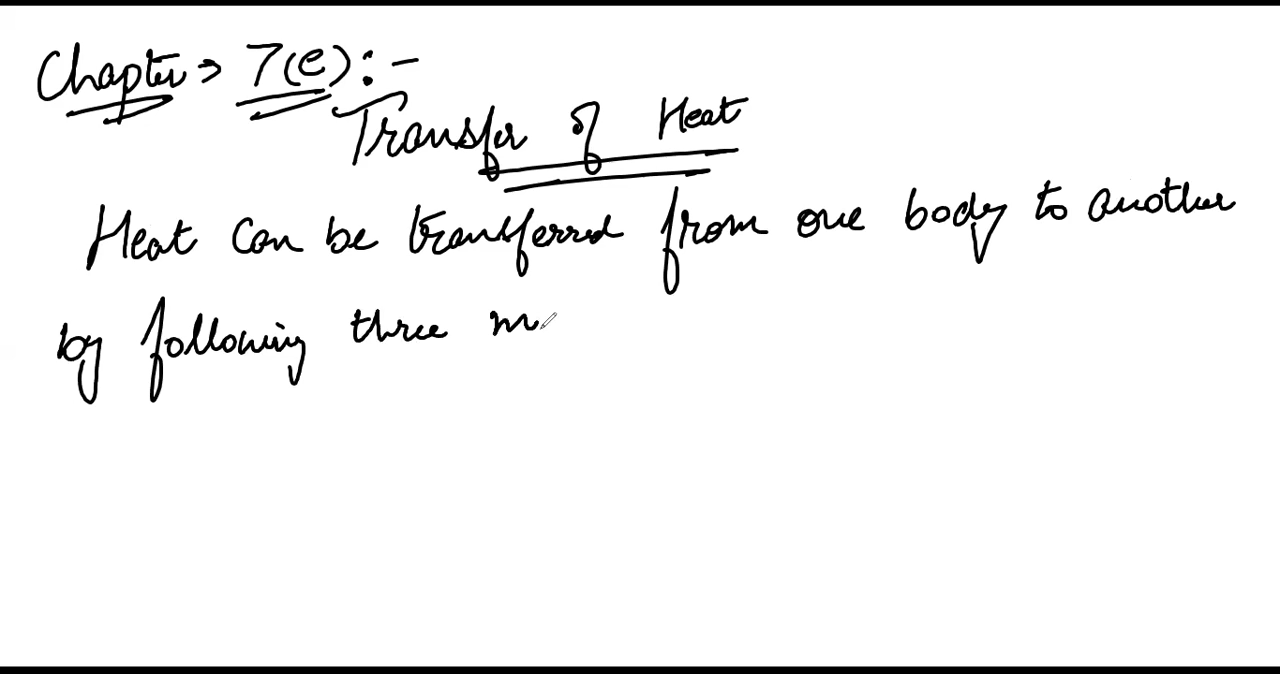 Chapter → 7(e):-
Transfer of Heat
Heat can be transferred from one body to another
by following three m